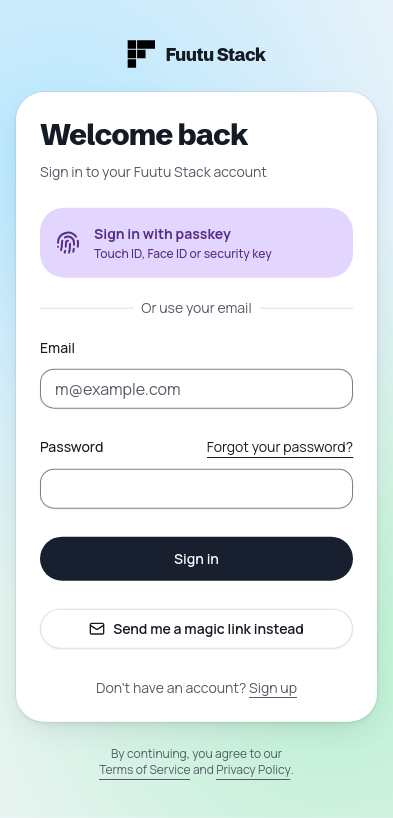 Fuutu Stack
Welcome back
Sign in to your Fuutu Stack account
Sign in with passkey
Touch ID, Face ID or security key
Or use your email
Email
m@example.com
Password Forgot your password?
Sign in
Send me a magic link instead
Don't have an account? Sign up
By continuing, you agree to our
Terms of Service and Privacy Policy.